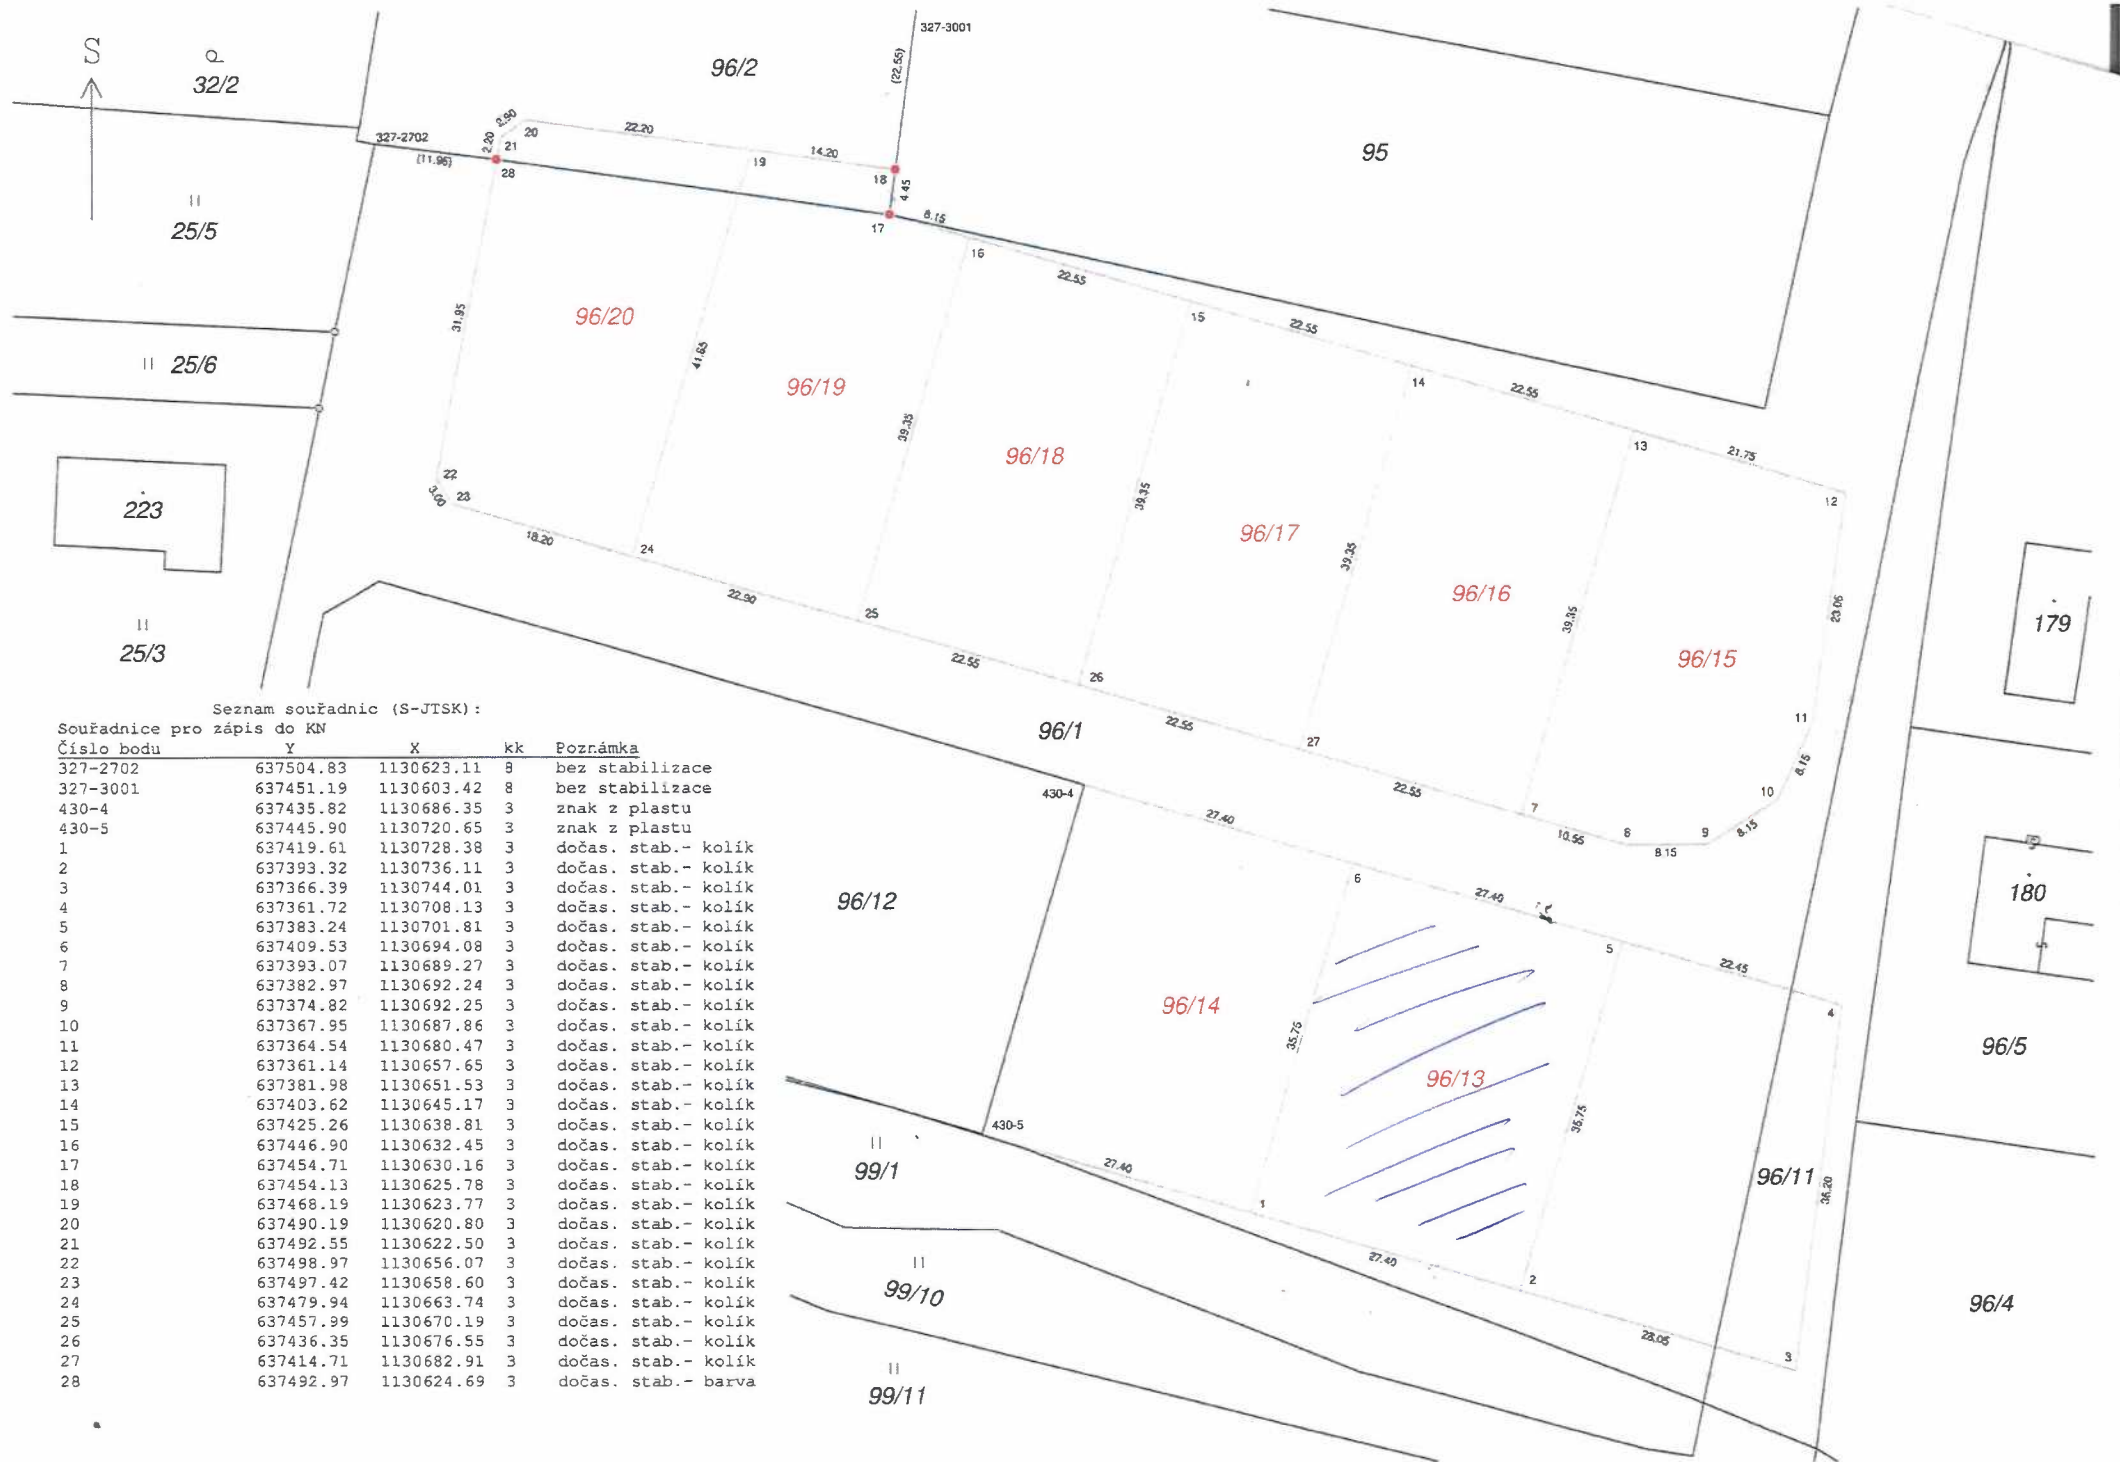 327-3001
S
32/2
96/2
(22.55)
327-2702
(11.96)
2.20
2.90
20
21
28
22.20
14.20
19
18
4.45
17
8.15
16
95
25/5
25/6
31.95
96/20
41.65
96/19
39.35
96/18
22.55
15
22.55
14
22.55
13
21.75
12
39.35
96/17
39.35
96/16
39.35
96/15
23.06
11
8.15
10
8.15
9
8.15
8
10.55
7
22
3.00
23
18.20
24
22.90
25
22.55
26
22.55
27
22.55
223
25/3
179
180
96/5
96/4
96/1
430-4
27.40
6
27.40
5
22.45
4
96/12
96/14
35.75
96/13
35.75
96/11
36.20
430-5
27.40
1
27.40
2
28.05
3
99/1
99/10
99/11
Seznam souřadnic (S-JTSK):
Souřadnice pro zápis do KN
Číslo bodu Y X kk Poznámka
327-2702 637504.83 1130623.11 8 bez stabilizace
327-3001 637451.19 1130603.42 8 bez stabilizace
430-4 637435.82 1130686.35 3 znak z plastu
430-5 637445.90 1130720.65 3 znak z plastu
1 637419.61 1130728.38 3 dočas. stab.- kolík
2 637393.32 1130736.11 3 dočas. stab.- kolík
3 637366.39 1130744.01 3 dočas. stab.- kolík
4 637361.72 1130708.13 3 dočas. stab.- kolík
5 637383.24 1130701.81 3 dočas. stab.- kolík
6 637409.53 1130694.08 3 dočas. stab.- kolík
7 637393.07 1130689.27 3 dočas. stab.- kolík
8 637382.97 1130692.24 3 dočas. stab.- kolík
9 637374.82 1130692.25 3 dočas. stab.- kolík
10 637367.95 1130687.86 3 dočas. stab.- kolík
11 637364.54 1130680.47 3 dočas. stab.- kolík
12 637361.14 1130657.65 3 dočas. stab.- kolík
13 637381.98 1130651.53 3 dočas. stab.- kolík
14 637403.62 1130645.17 3 dočas. stab.- kolík
15 637425.26 1130638.81 3 dočas. stab.- kolík
16 637446.90 1130632.45 3 dočas. stab.- kolík
17 637454.71 1130630.16 3 dočas. stab.- kolík
18 637454.13 1130625.78 3 dočas. stab.- kolík
19 637468.19 1130623.77 3 dočas. stab.- kolík
20 637490.19 1130620.80 3 dočas. stab.- kolík
21 637492.55 1130622.50 3 dočas. stab.- kolík
22 637498.97 1130656.07 3 dočas. stab.- kolík
23 637497.42 1130658.60 3 dočas. stab.- kolík
24 637479.94 1130663.74 3 dočas. stab.- kolík
25 637457.99 1130670.19 3 dočas. stab.- kolík
26 637436.35 1130676.55 3 dočas. stab.- kolík
27 637414.71 1130682.91 3 dočas. stab.- kolík
28 637492.97 1130624.69 3 dočas. stab.- barva